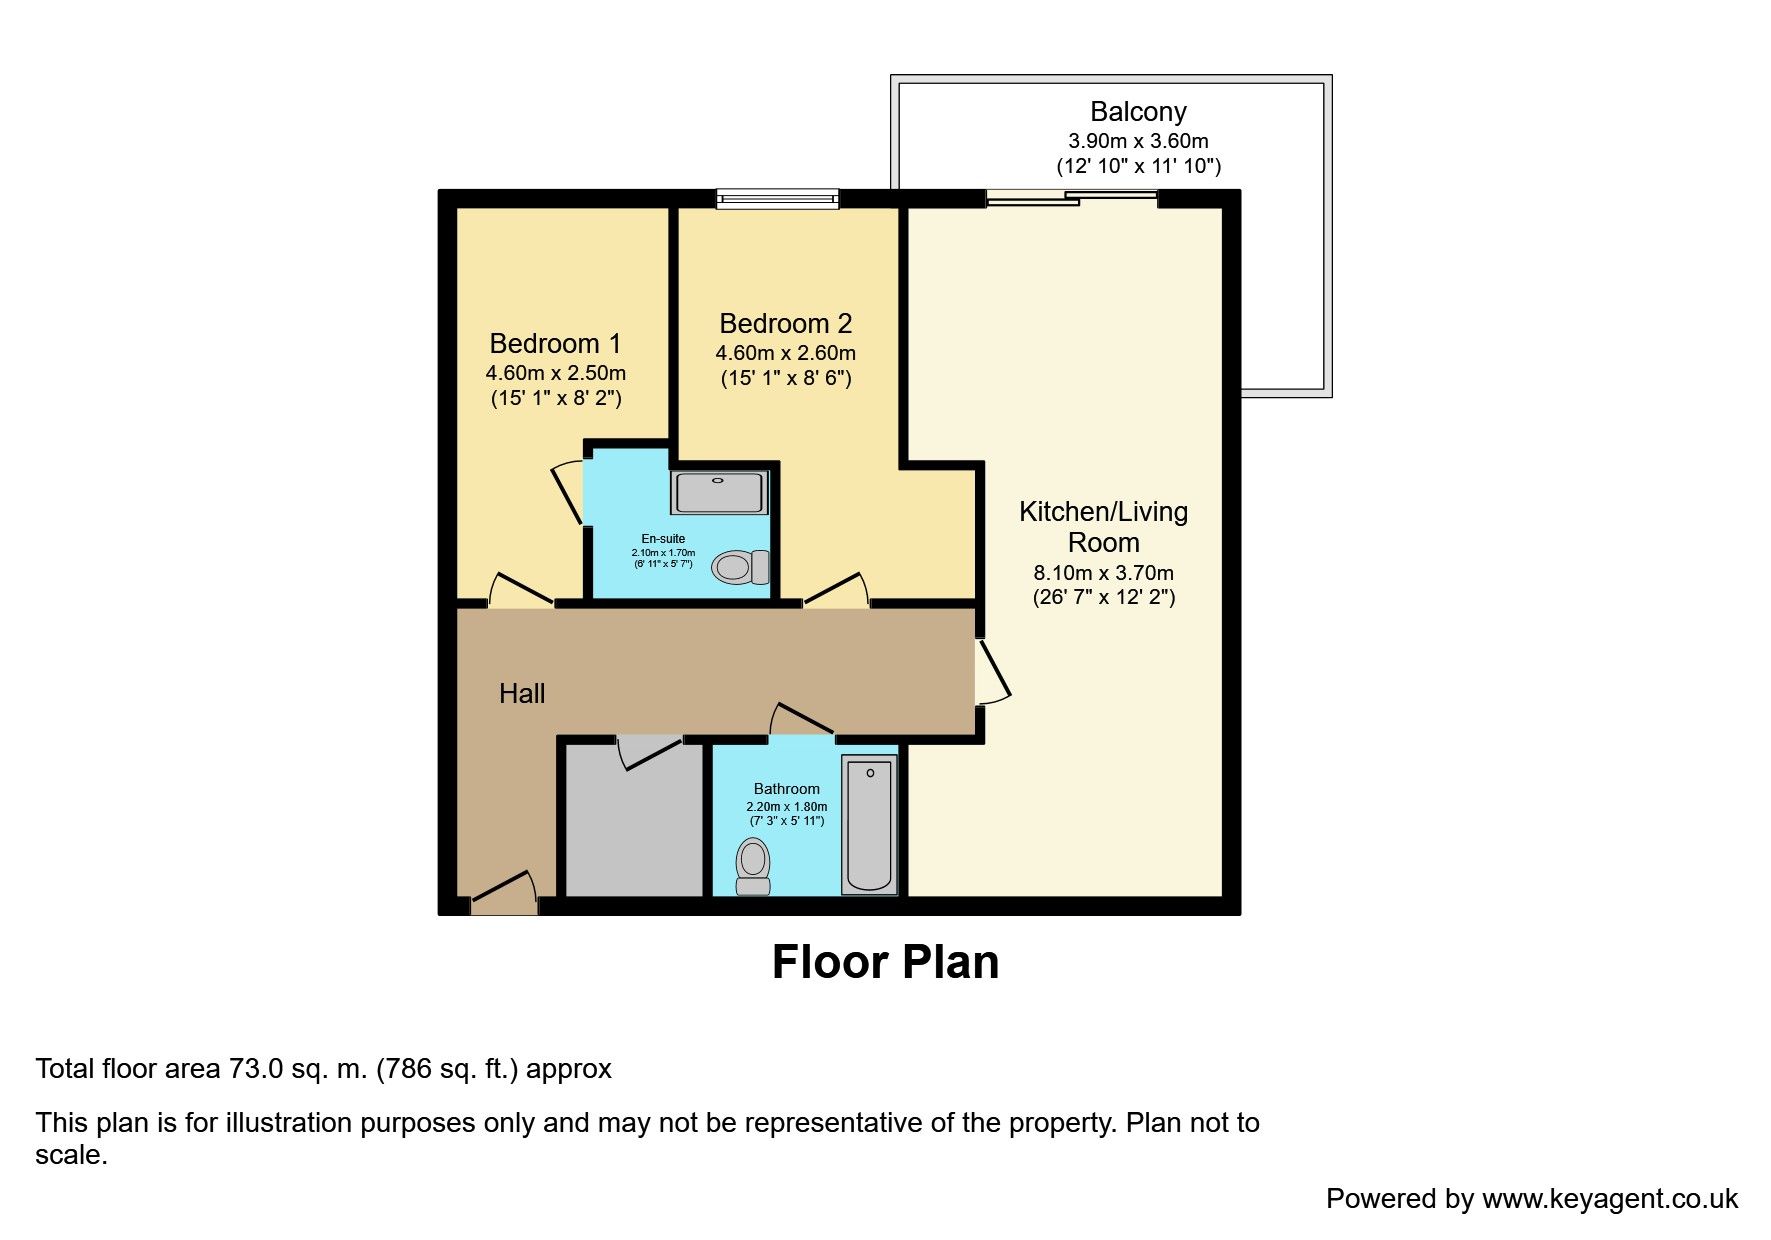 Balcony
3.90m x 3.60m
(12' 10" x 11' 10")
Bedroom 1
4.60m x 2.50m
(15' 1" x 8' 2")
Bedroom 2
4.60m x 2.60m
(15' 1" x 8' 6")
Kitchen/Living
Room
8.10m x 3.70m
(26' 7" x 12' 2")
En-suite
2.10m x 1.70m
(6' 11" x 5' 7")
Hall
Bathroom
2.20m x 1.80m
(7' 3" x 5' 11")
Floor Plan
Total floor area 73.0 sq. m. (786 sq. ft.) approx
This plan is for illustration purposes only and may not be representative of the property. Plan not to
scale.
Powered by www.keyagent.co.uk